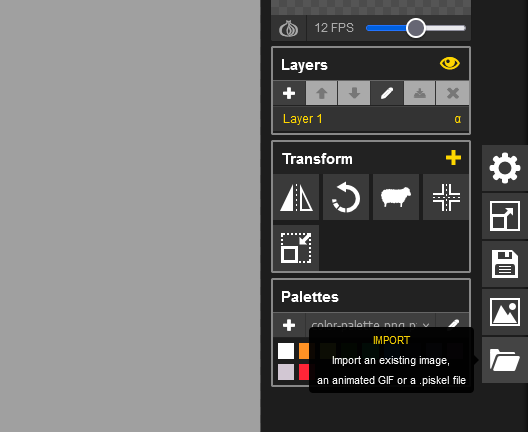 12 FPS
Layers
Layer 1
α
Transform
Palettes
color-palette.png.p
IMPORT
Import an existing image,
an animated GIF or a .piskel file